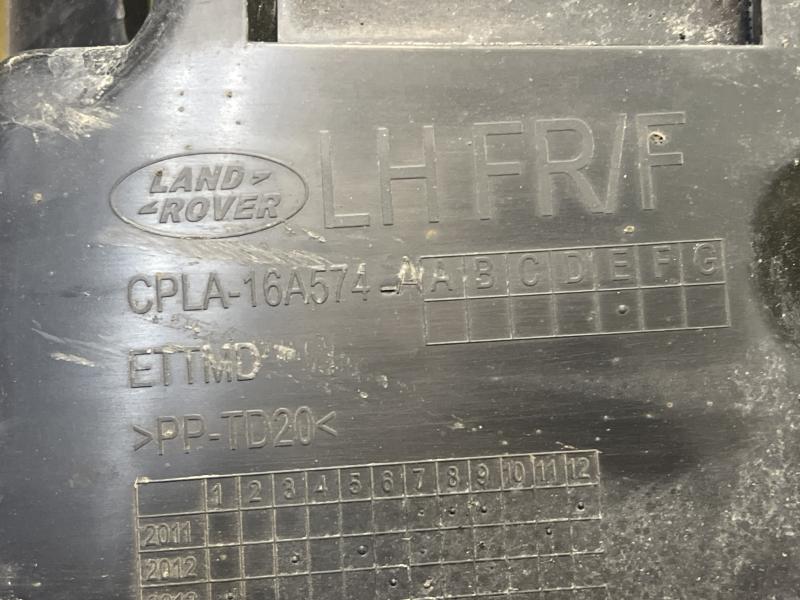 LAND ROVER
LH FR/F
CPLA-16A574-A
A B C D E F G
ETTMD
>PP-TD20<
1 2 3 4 5 6 7 8 9 10 11 12
2011
2012